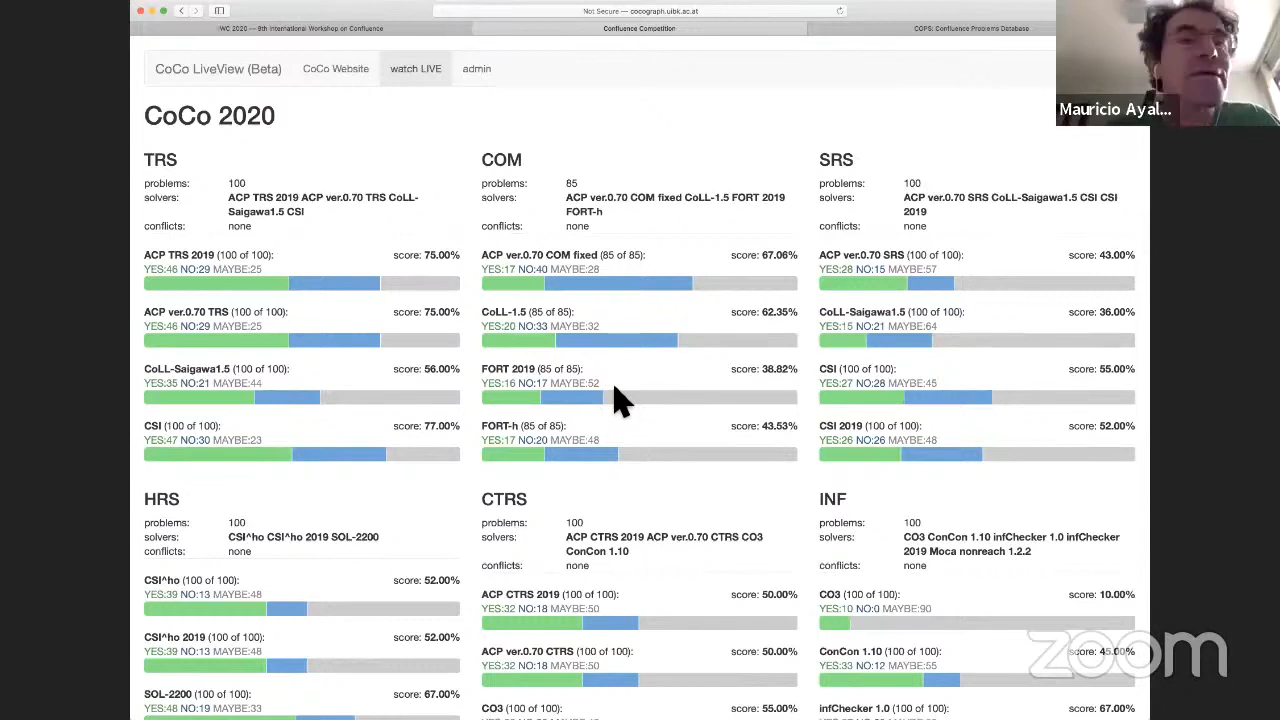 Not Secure — cocograph.uibk.ac.at
IWC 2020 — 9th International Workshop on Confluence
Confluence Competition
COPS: Confluence Problems Database
Mauricio Ayal...
CoCo LiveView (Beta)
CoCo Website
watch LIVE
admin
CoCo 2020
TRS
problems: 100
solvers: ACP TRS 2019 ACP ver.0.70 TRS CoLL-
Saigawa1.5 CSI
conflicts: none
ACP TRS 2019 (100 of 100): score: 75.00%
YES:46 NO:29 MAYBE:25
ACP ver.0.70 TRS (100 of 100): score: 75.00%
YES:46 NO:29 MAYBE:25
CoLL-Saigawa1.5 (100 of 100): score: 56.00%
YES:35 NO:21 MAYBE:44
CSI (100 of 100): score: 77.00%
YES:47 NO:30 MAYBE:23
COM
problems: 85
solvers: ACP ver.0.70 COM fixed CoLL-1.5 FORT 2019
FORT-h
conflicts: none
ACP ver.0.70 COM fixed (85 of 85): score: 67.06%
YES:17 NO:40 MAYBE:28
CoLL-1.5 (85 of 85): score: 62.35%
YES:20 NO:33 MAYBE:32
FORT 2019 (85 of 85): score: 38.82%
YES:16 NO:17 MAYBE:52
FORT-h (85 of 85): score: 43.53%
YES:17 NO:20 MAYBE:48
SRS
problems: 100
solvers: ACP ver.0.70 SRS CoLL-Saigawa1.5 CSI CSI
2019
conflicts: none
ACP ver.0.70 SRS (100 of 100): score: 43.00%
YES:28 NO:15 MAYBE:57
CoLL-Saigawa1.5 (100 of 100): score: 36.00%
YES:15 NO:21 MAYBE:64
CSI (100 of 100): score: 55.00%
YES:27 NO:28 MAYBE:45
CSI 2019 (100 of 100): score: 52.00%
YES:26 NO:26 MAYBE:48
HRS
problems: 100
solvers: CSI^ho CSI^ho 2019 SOL-2200
conflicts: none
CSI^ho (100 of 100): score: 52.00%
YES:39 NO:13 MAYBE:48
CSI^ho 2019 (100 of 100): score: 52.00%
YES:39 NO:13 MAYBE:48
SOL-2200 (100 of 100): score: 67.00%
YES:48 NO:19 MAYBE:33
CTRS
problems: 100
solvers: ACP CTRS 2019 ACP ver.0.70 CTRS CO3
ConCon 1.10
conflicts: none
ACP CTRS 2019 (100 of 100): score: 50.00%
YES:32 NO:18 MAYBE:50
ACP ver.0.70 CTRS (100 of 100): score: 50.00%
YES:32 NO:18 MAYBE:50
CO3 (100 of 100): score: 55.00%
INF
problems: 100
solvers: CO3 ConCon 1.10 infChecker 1.0 infChecker
2019 Moca nonreach 1.2.2
conflicts: none
CO3 (100 of 100): score: 10.00%
YES:10 NO:0 MAYBE:90
ConCon 1.10 (100 of 100): score: 45.00%
YES:33 NO:12 MAYBE:55
infChecker 1.0 (100 of 100): score: 67.00%
zoom